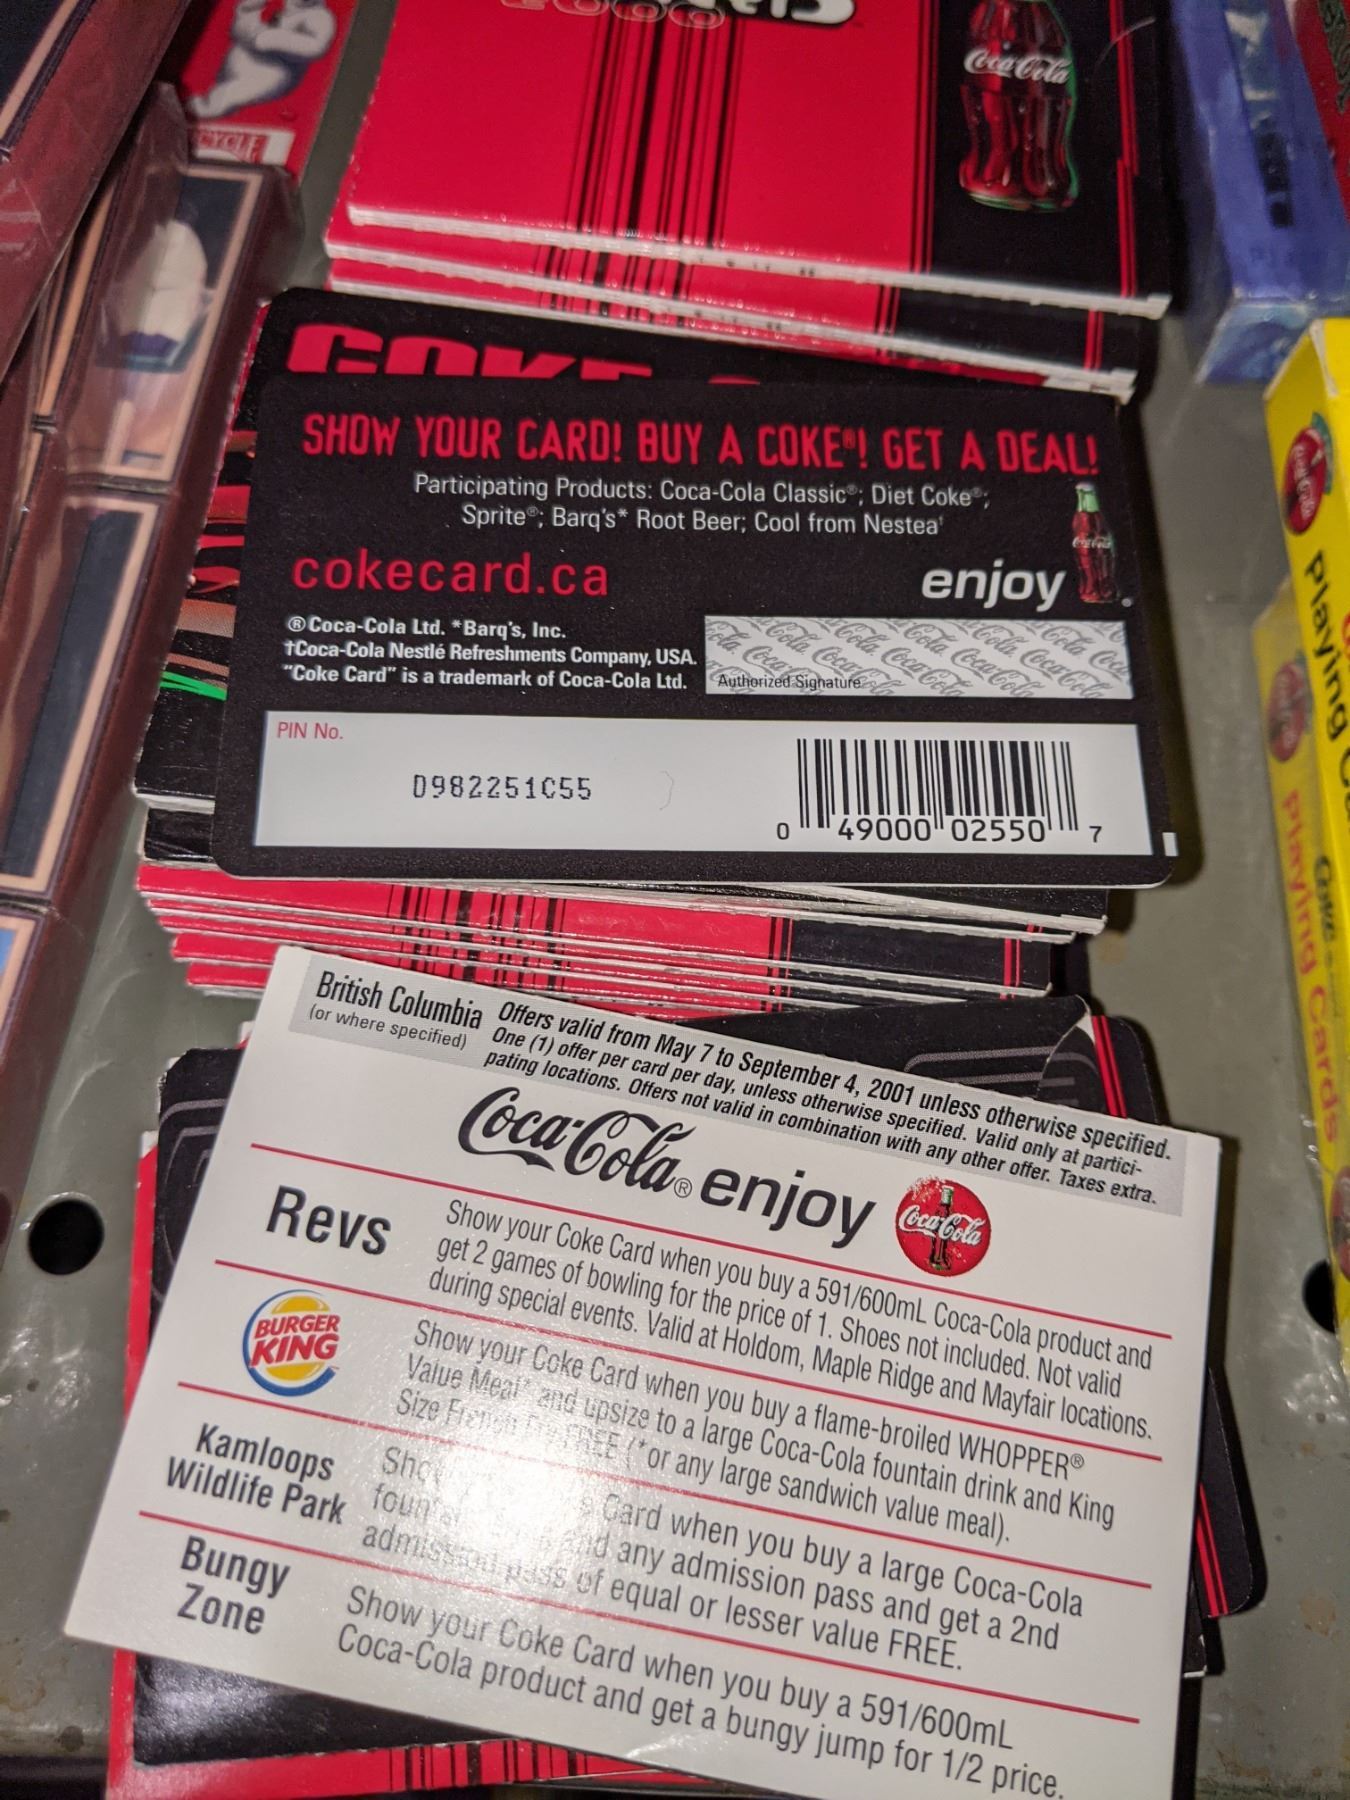 Coca-Cola
COKE
SHOW YOUR CARD! BUY A COKE®! GET A DEAL!
Participating Products: Coca-Cola Classic®; Diet Coke®;
Sprite®; Barq's* Root Beer; Cool from Nestea†
cokecard.ca
enjoy
®Coca-Cola Ltd. *Barq's, Inc.
†Coca-Cola Nestlé Refreshments Company, USA.
"Coke Card" is a trademark of Coca-Cola Ltd.
Authorized Signature
PIN No.
D982251C55
0 49000 02550 7
British Columbia
(or where specified)
Offers valid from May 7 to September 4, 2001 unless otherwise specified.
One (1) offer per card per day, unless otherwise specified. Valid only at partici-
pating locations. Offers not valid in combination with any other offer. Taxes extra.
Coca-Cola® enjoy Coca-Cola
Revs
Show your Coke Card when you buy a 591/600mL Coca-Cola product and
get 2 games of bowling for the price of 1. Shoes not included. Not valid
during special events. Valid at Holdom, Maple Ridge and Mayfair locations.
BURGER
KING
Show your Coke Card when you buy a flame-broiled WHOPPER®
Value Meal* and upsize to a large Coca-Cola fountain drink and King
Size French FREE (*or any large sandwich value meal).
Kamloops
Wildlife Park
Card when you buy a large Coca-Cola
and any admission pass and get a 2nd
admission pass of equal or lesser value FREE.
Bungy
Zone
Show your Coke Card when you buy a 591/600mL
Coca-Cola product and get a bungy jump for 1/2 price.
Playing
Playing Cards